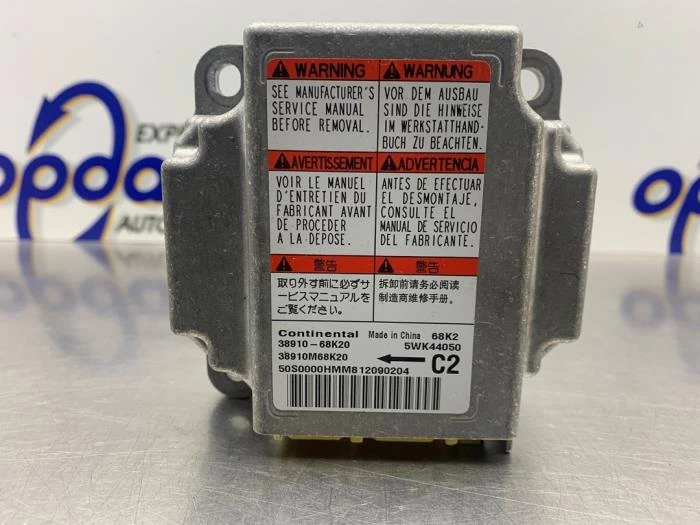 WARNING
SEE MANUFACTURER'S
SERVICE MANUAL
BEFORE REMOVAL.
WARNUNG
VOR DEM AUSBAU
SIND DIE HINWEISE
IM WERKSTATTHAND-
BUCH ZU BEACHTEN.
AVERTISSEMENT
VOIR LE MANUEL
D'ENTRETIEN DU
FABRICANT AVANT
DE PROCEDER
A LA DEPOSE.
ADVERTENCIA
ANTES DE EFECTUAR
EL DESMONTAJE,
CONSULTE EL
MANUAL DE SERVICIO
DEL FABRICANTE.
警告
取り外す前に必ずサ
ービスマニュアルを
ご覧ください。
警告
拆卸前请务必阅读
制造商维修手册。
Continental Made in China 68K2
38910-68K20 5WK44050
38910M68K20 C2
50S0000HMM812090204
EXP
opda
AUTO
op